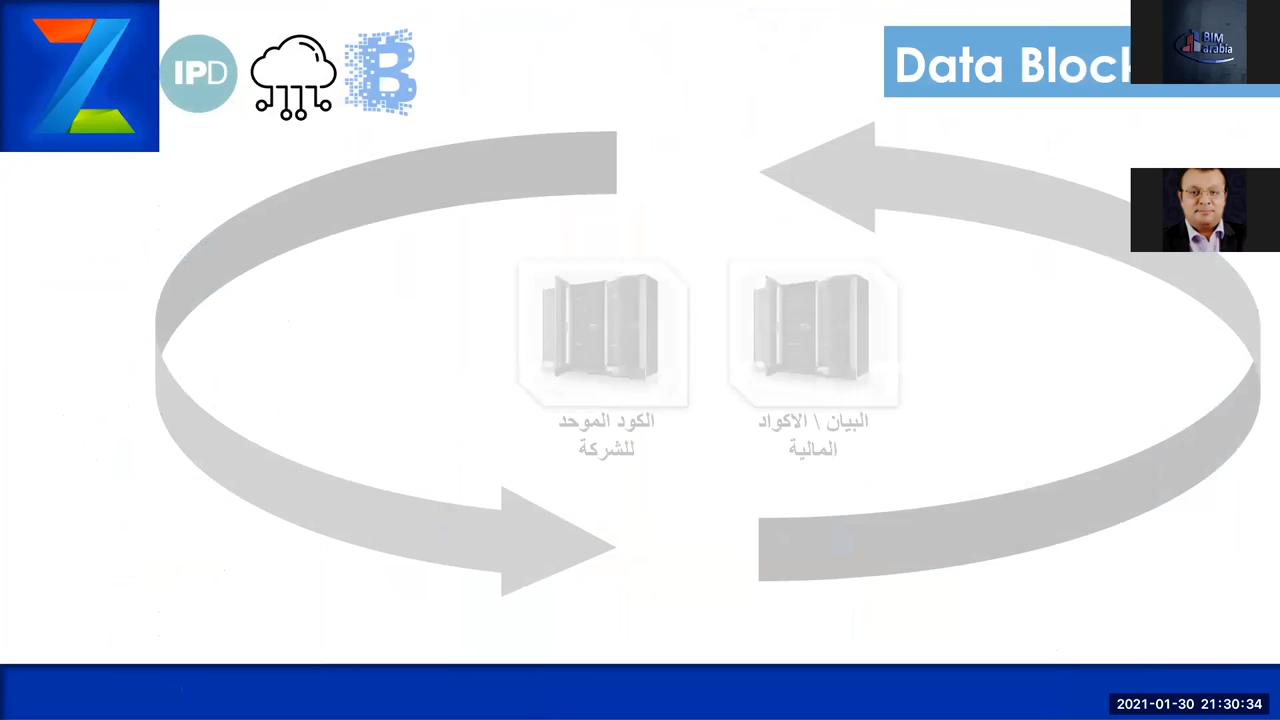 IPD
Data Block
BIM
arabia
الكود الموحد
للشركة
البيان \ الاكواد
المالية
2021-01-30 21:30:34